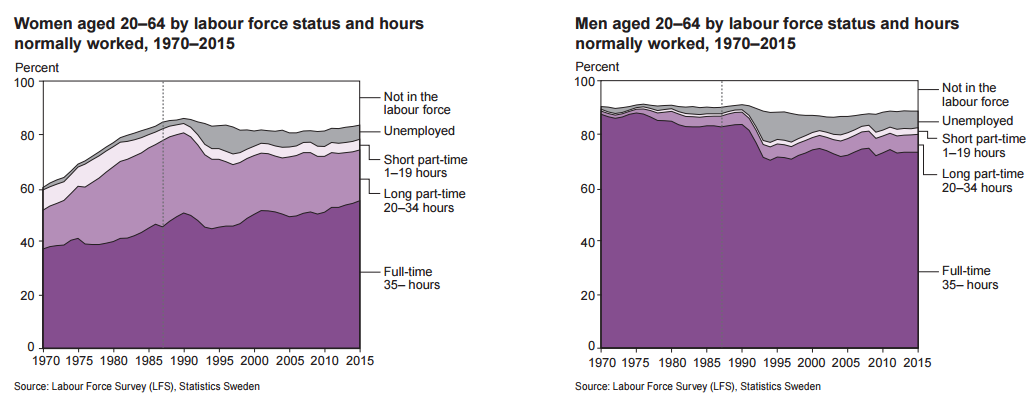 Women aged 20–64 by labour force status and hours
normally worked, 1970–2015
Percent
100
80
60
40
20
0
1970 1975 1980 1985 1990 1995 2000 2005 2010 2015
Not in the
labour force
Unemployed
Short part-time
1–19 hours
Long part-time
20–34 hours
Full-time
35– hours
Source: Labour Force Survey (LFS), Statistics Sweden
Men aged 20–64 by labour force status and hours
normally worked, 1970–2015
Percent
100
80
60
40
20
0
1970 1975 1980 1985 1990 1995 2000 2005 2010 2015
Not in the
labour force
Unemployed
Short part-time
1–19 hours
Long part-time
20–34 hours
Full-time
35– hours
Source: Labour Force Survey (LFS), Statistics Sweden